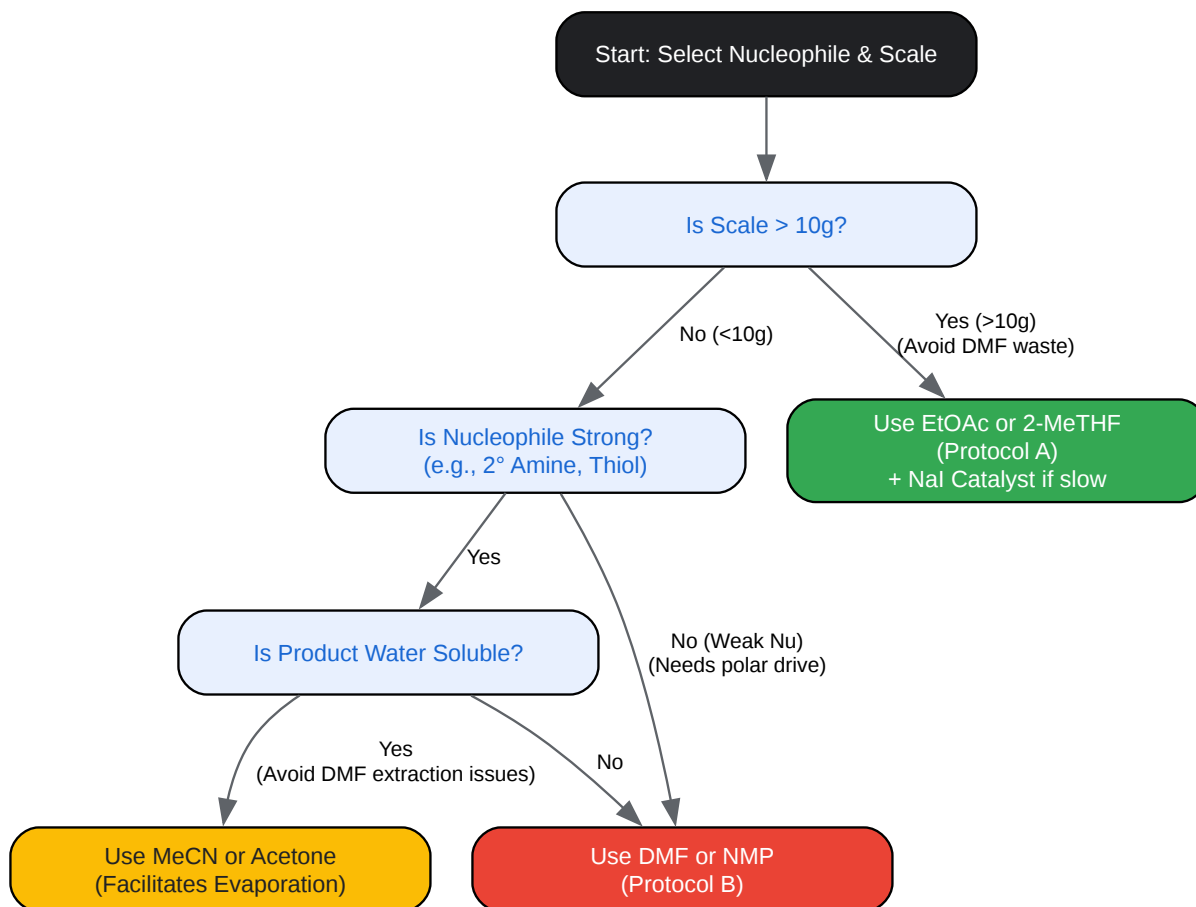 Start: Select Nucleophile & Scale
Is Scale > 10g?
No (<10g)
Yes (>10g)
(Avoid DMF waste)
Is Nucleophile Strong?
(e.g., 2° Amine, Thiol)
Use EtOAc or 2-MeTHF
(Protocol A)
+ NaI Catalyst if slow
Yes
No (Weak Nu)
(Needs polar drive)
Is Product Water Soluble?
Yes
(Avoid DMF extraction issues)
No
Use MeCN or Acetone
(Facilitates Evaporation)
Use DMF or NMP
(Protocol B)